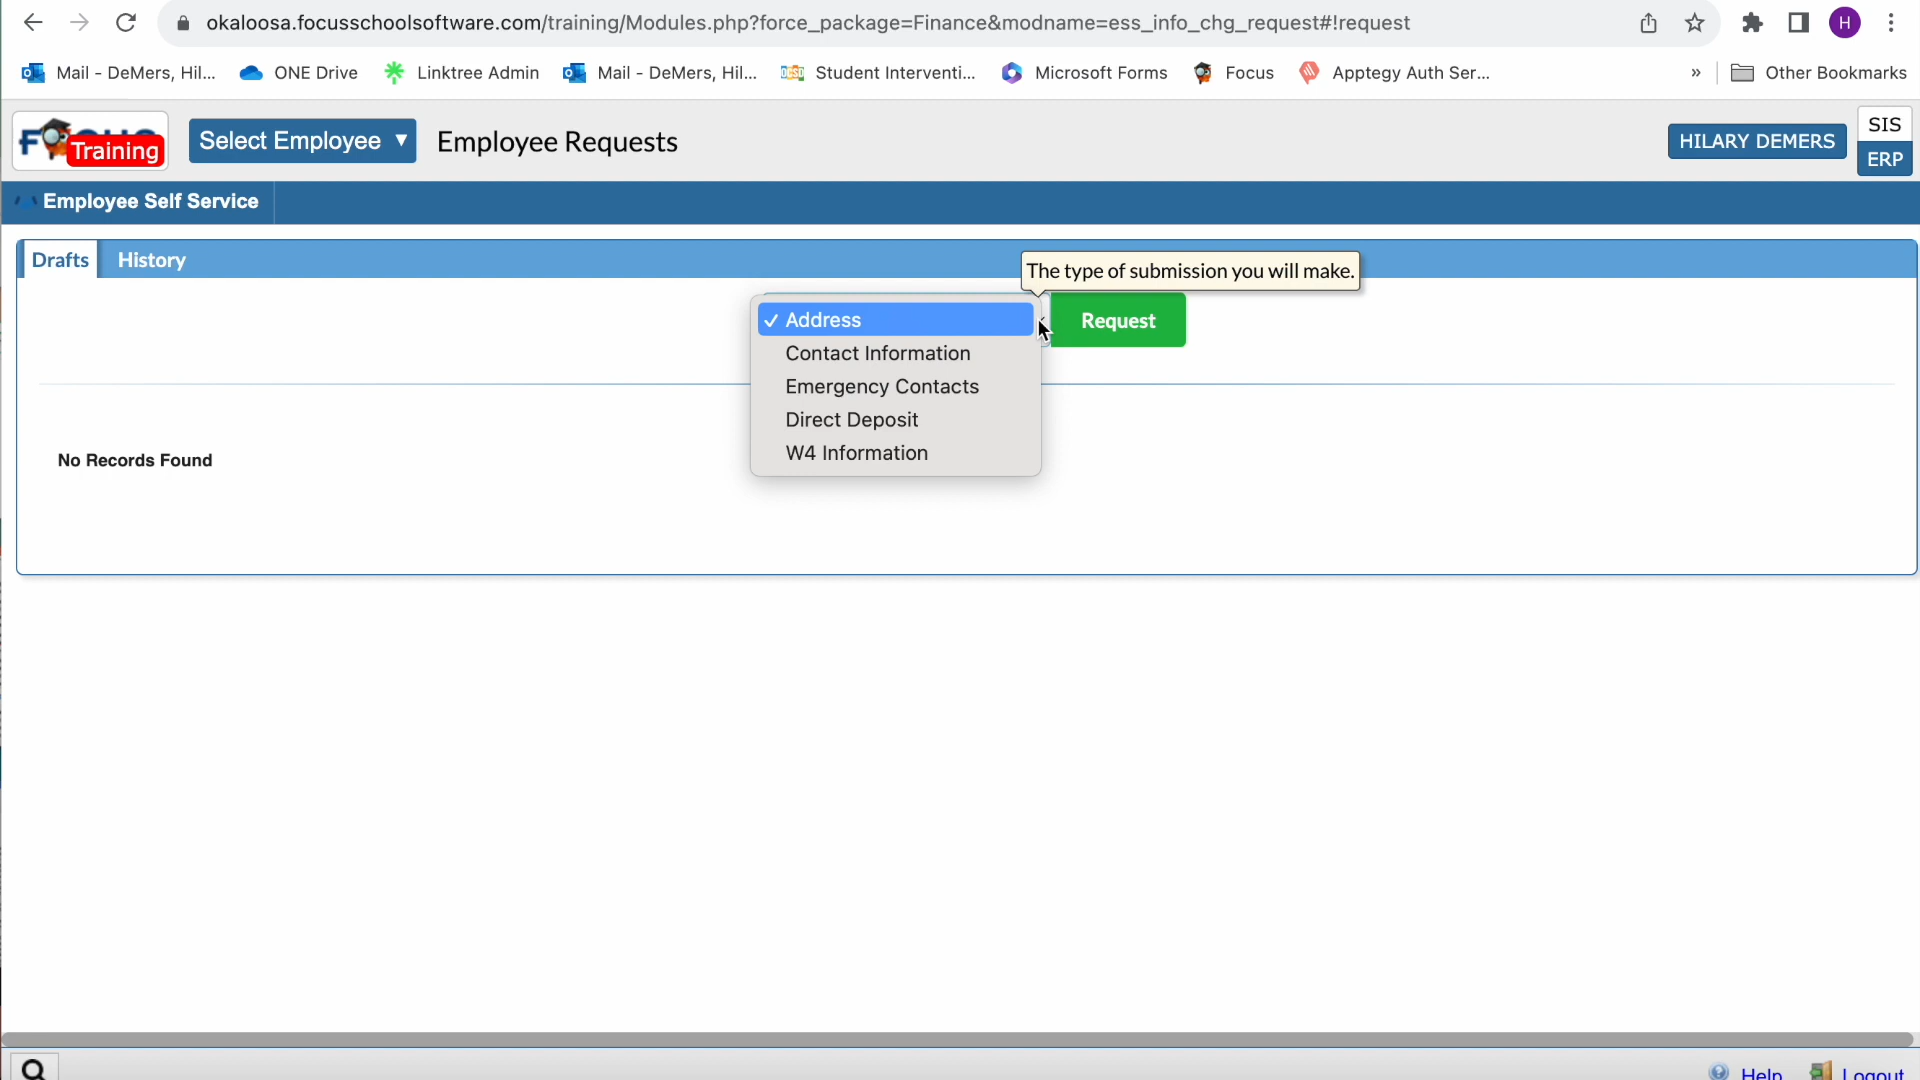 okaloosa.focusschoolsoftware.com/training/Modules.php?force_package=Finance&modname=ess_info_chg_request#!request
H
Mail - DeMers, Hil... ONE Drive Linktree Admin Mail - DeMers, Hil... Student Interventi... Microsoft Forms Focus Apptegy Auth Ser... » Other Bookmarks
Training
Select Employee ▼
Employee Requests
HILARY DEMERS
SIS
ERP
Employee Self Service
Drafts History
The type of submission you will make.
✓ Address
Request
Contact Information
Emergency Contacts
Direct Deposit
W4 Information
No Records Found
Help Logout